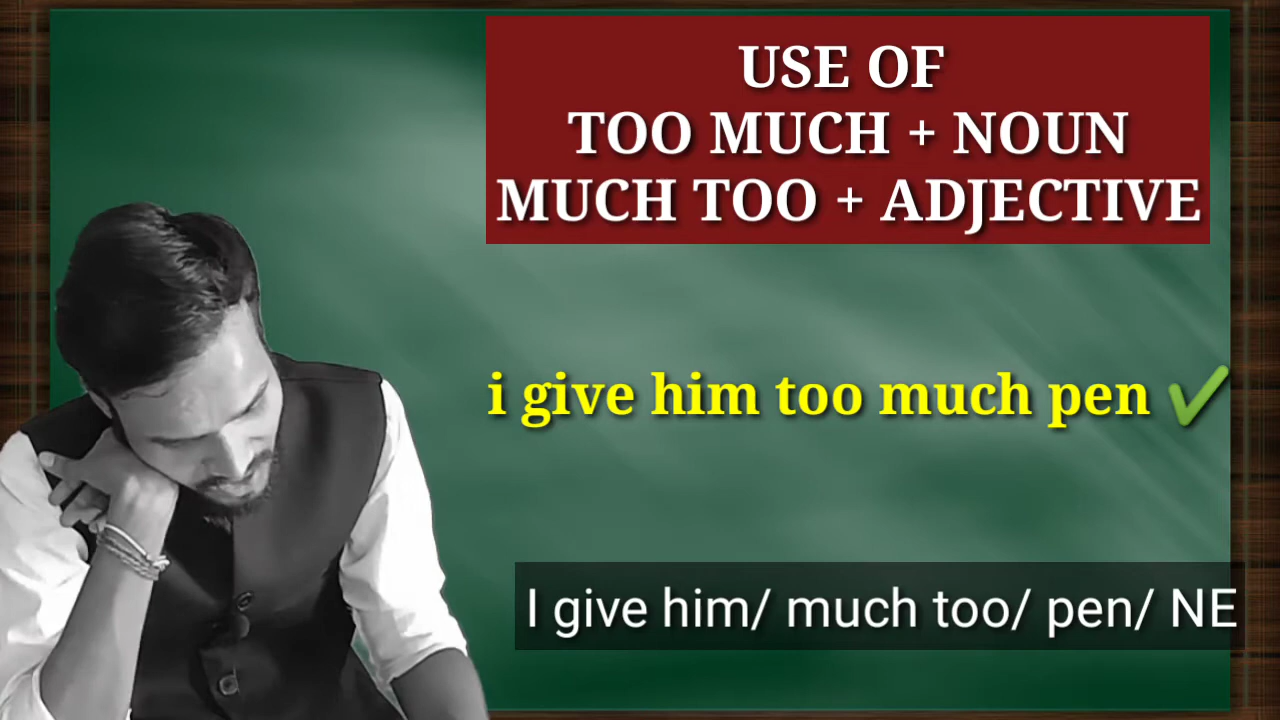 USE OF
TOO MUCH + NOUN
MUCH TOO + ADJECTIVE
i give him too much pen ✔
I give him/ much too/ pen/ NE